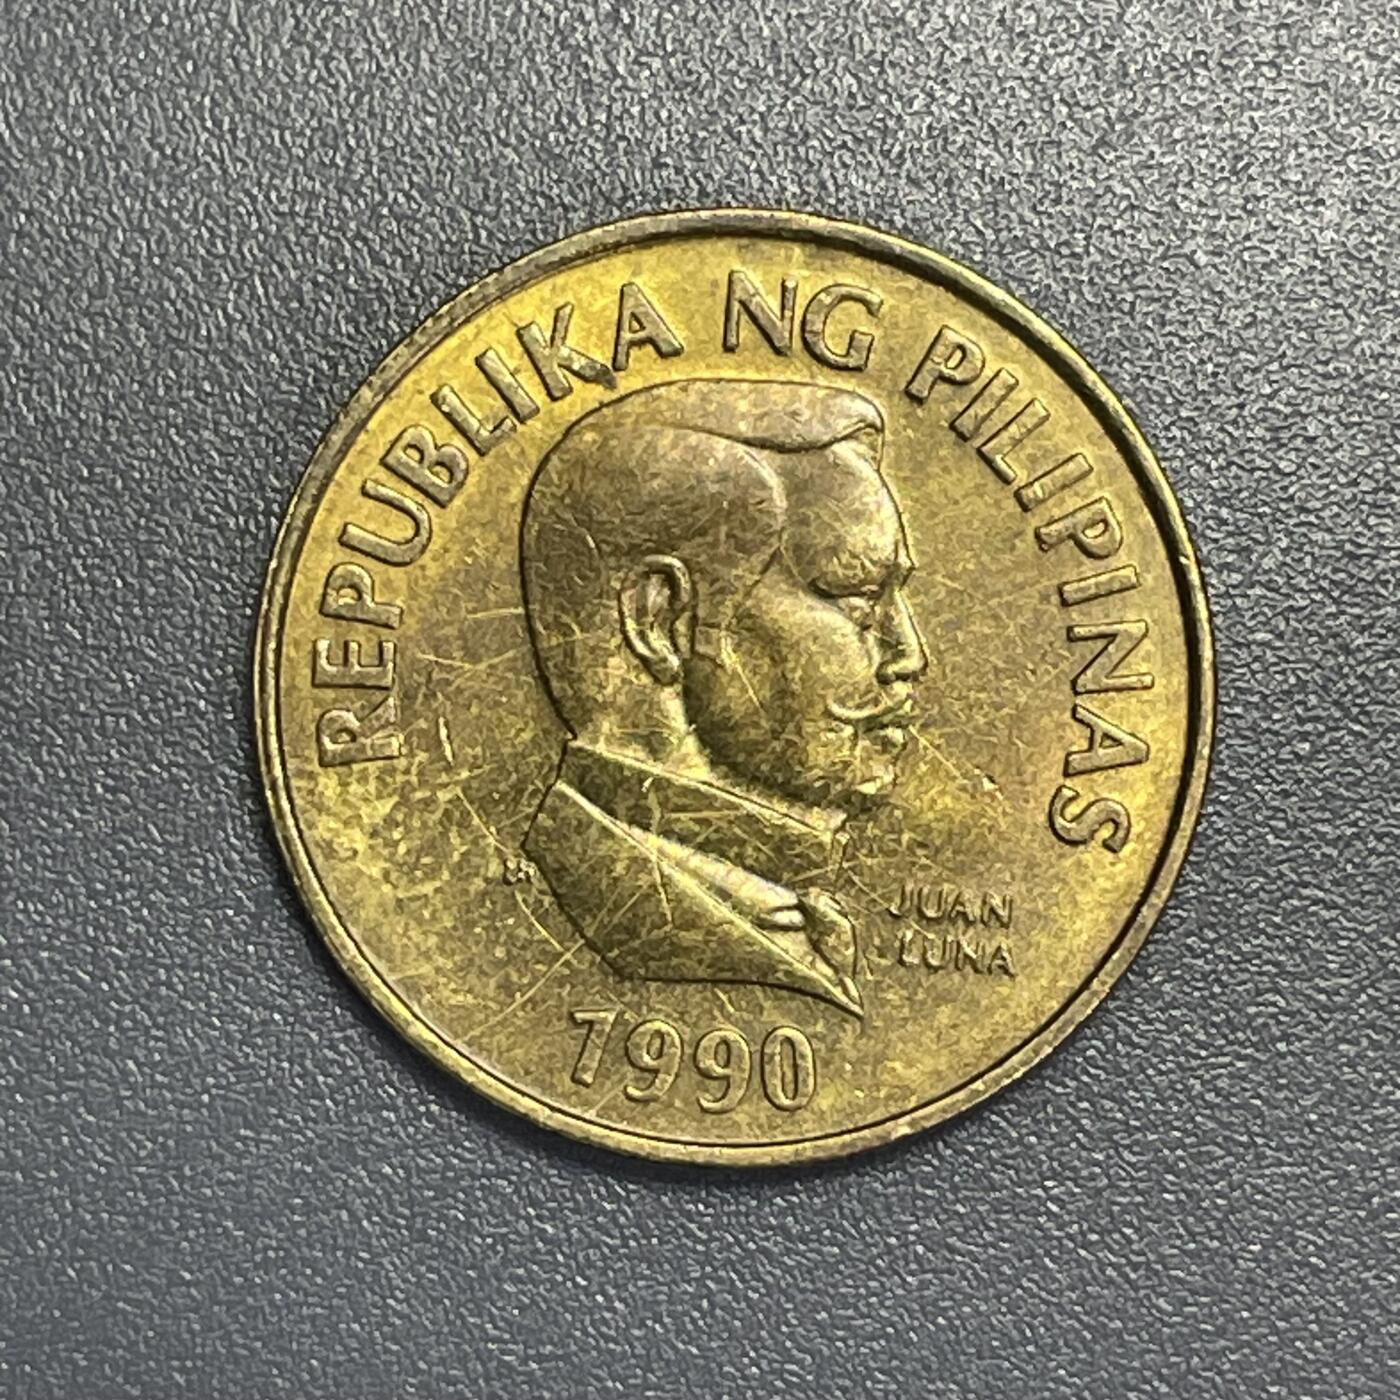 REPUBLIKA NG PILIPINAS
JUAN
LUNA
1990